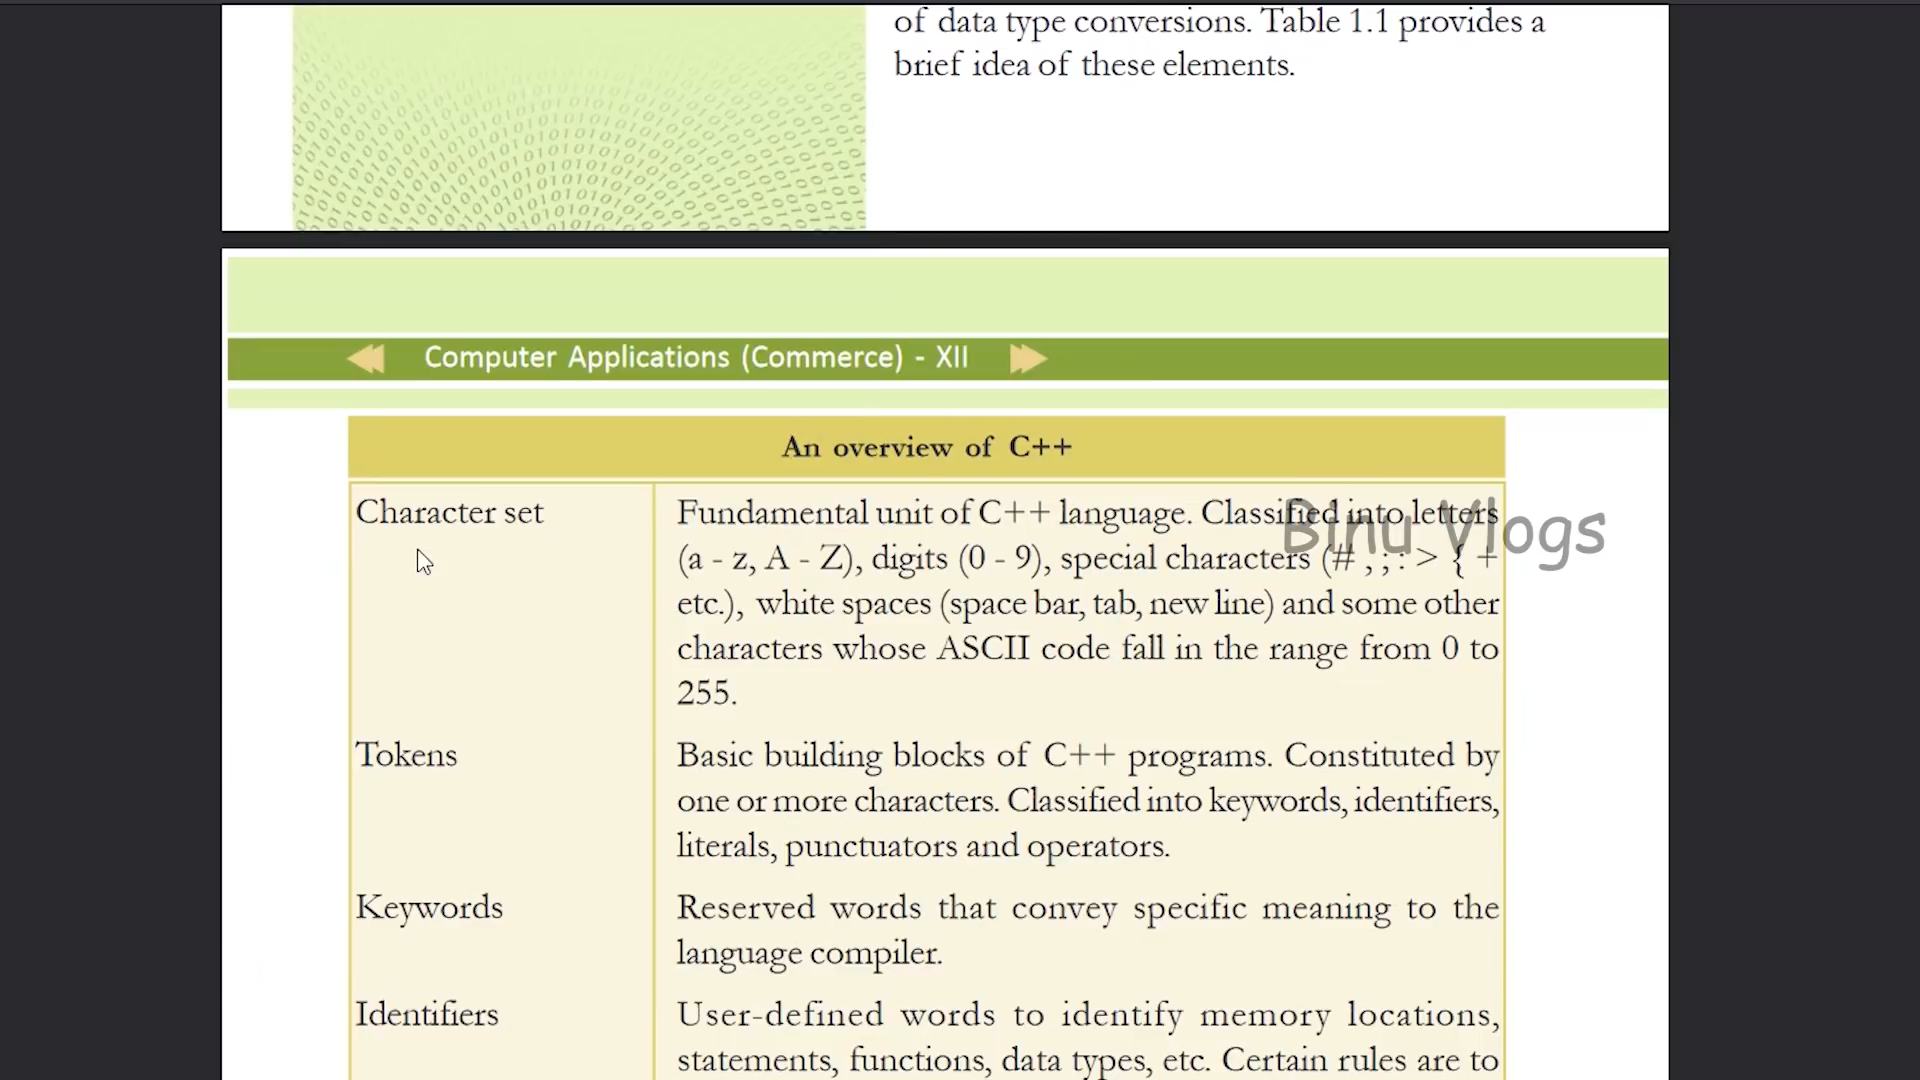 of data type conversions. Table 1.1 provides a
brief idea of these elements.
Computer Applications (Commerce) - XII
An overview of C++
Character set
Fundamental unit of C++ language. Classified into letters
(a - z, A - Z), digits (0 - 9), special characters (# , ; : > { +
etc.), white spaces (space bar, tab, new line) and some other
characters whose ASCII code fall in the range from 0 to
255.
Tokens
Basic building blocks of C++ programs. Constituted by
one or more characters. Classified into keywords, identifiers,
literals, punctuators and operators.
Keywords
Reserved words that convey specific meaning to the
language compiler.
Identifiers
User-defined words to identify memory locations,
statements, functions, data types, etc. Certain rules are to
Binu Vlogs